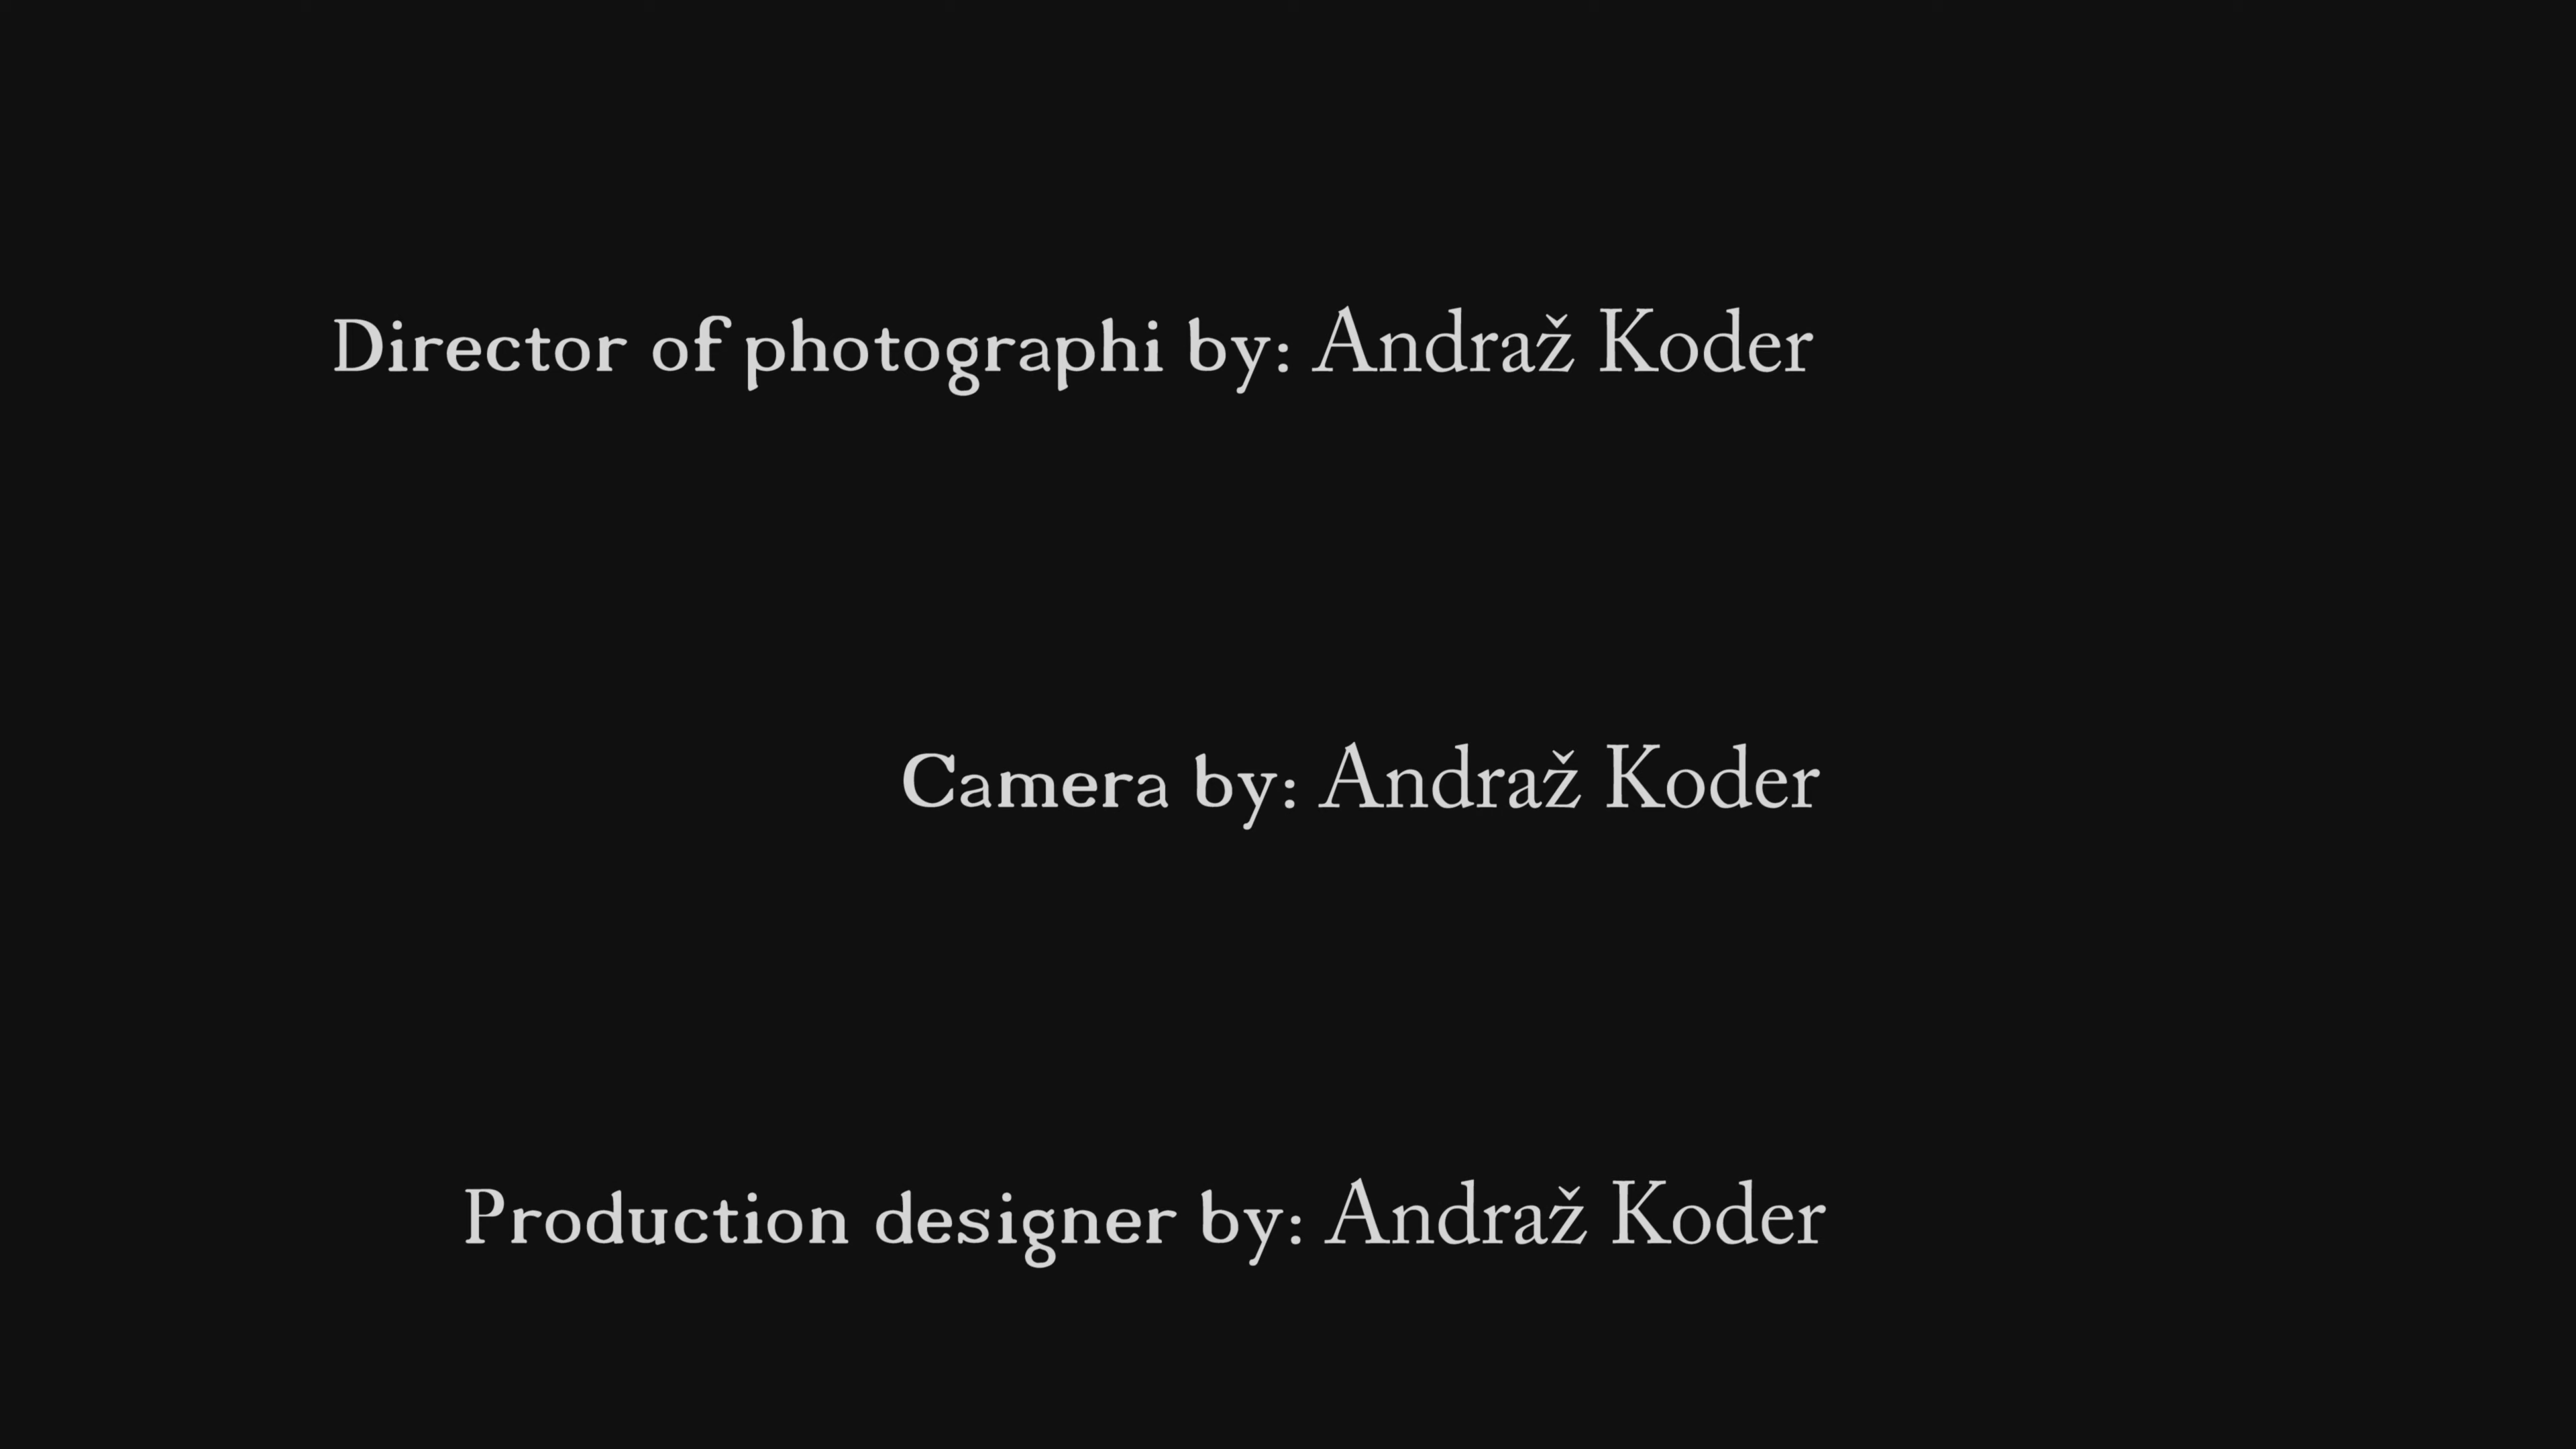 Director of photographi by: Andraž Koder
Camera by: Andraž Koder
Production designer by: Andraž Koder